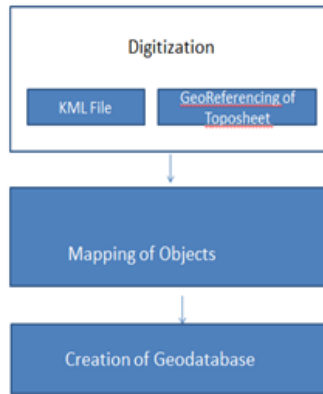 Digitization
KML File
GeoReferencing of
Toposheet
Mapping of Objects
Creation of Geodatabase